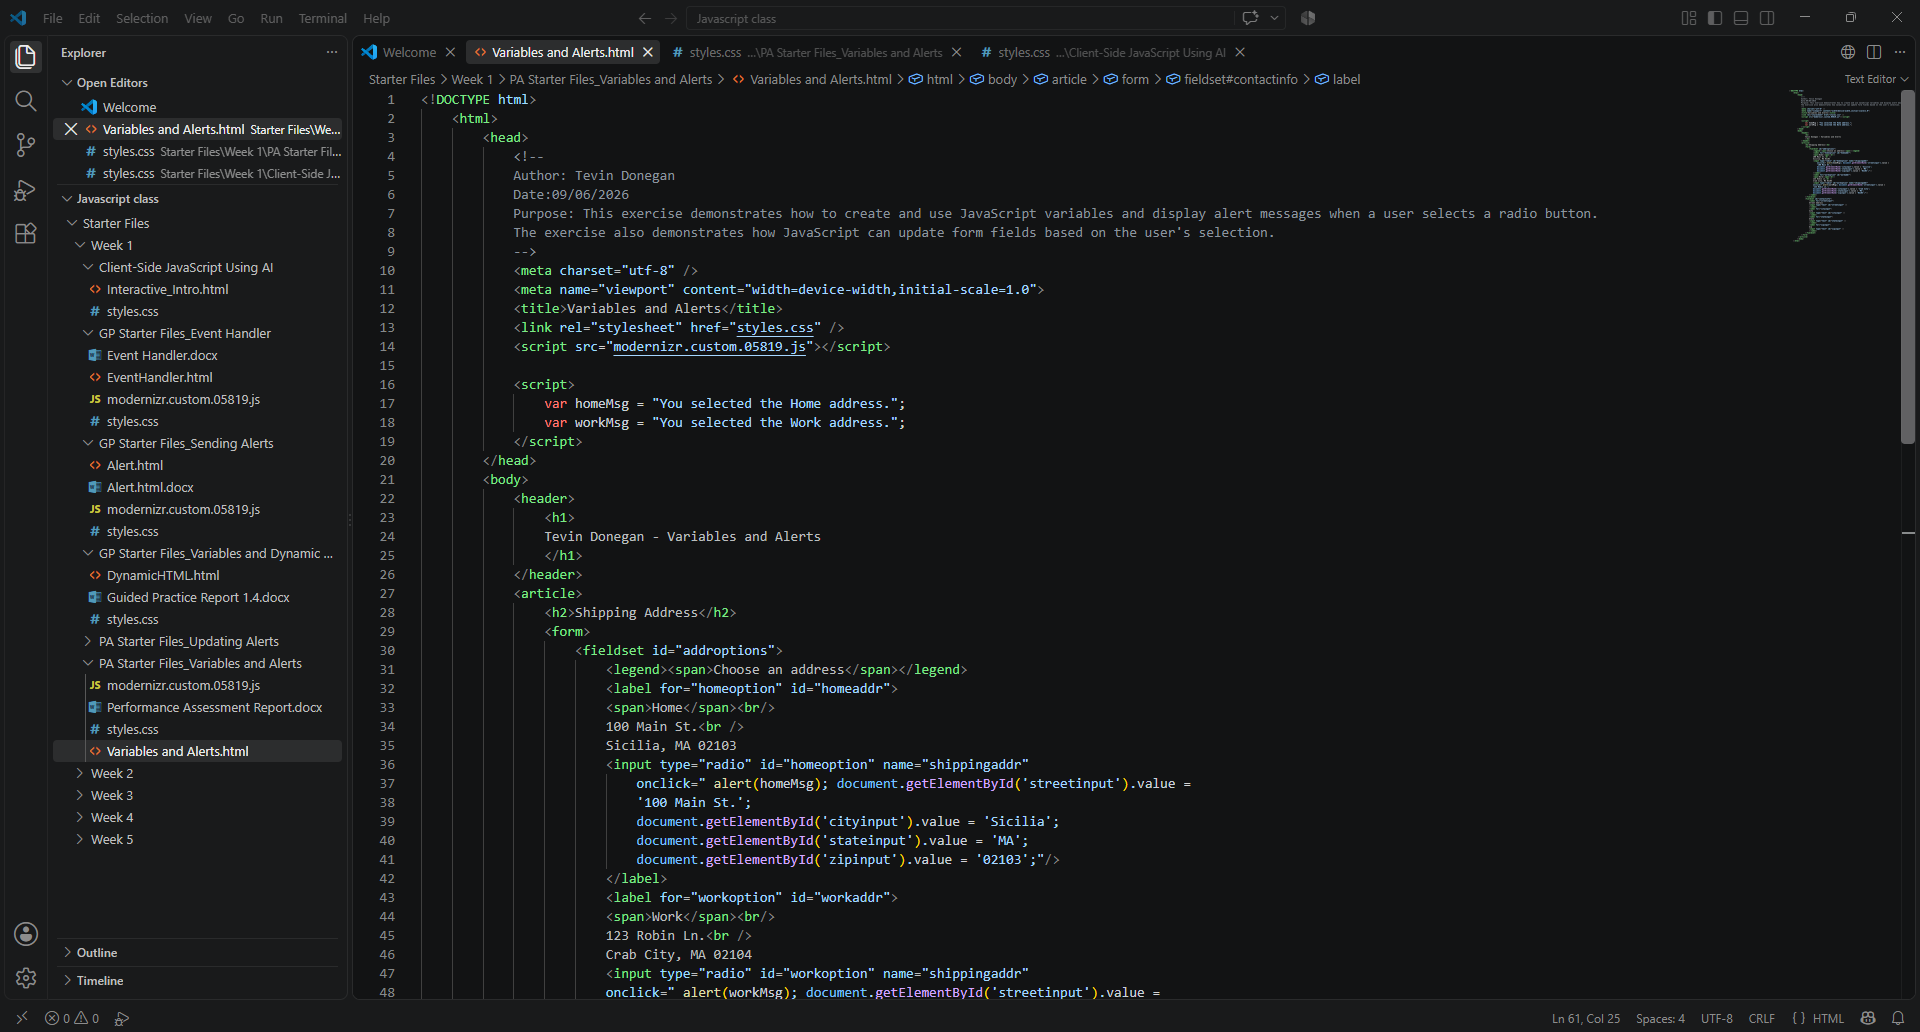 File Edit Selection View Go Run Terminal Help
Javascript class
Explorer
Open Editors
Welcome
Variables and Alerts.html Starter Files\We...
# styles.css Starter Files\Week 1\PA Starter Fil...
# styles.css Starter Files\Week 1\Client-Side J...
Javascript class
Starter Files
Week 1
Client-Side JavaScript Using AI
<> Interactive_Intro.html
# styles.css
GP Starter Files_Event Handler
Event Handler.docx
<> EventHandler.html
JS modernizr.custom.05819.js
# styles.css
GP Starter Files_Sending Alerts
<> Alert.html
Alert.html.docx
JS modernizr.custom.05819.js
# styles.css
GP Starter Files_Variables and Dynamic ...
<> DynamicHTML.html
Guided Practice Report 1.4.docx
# styles.css
PA Starter Files_Updating Alerts
PA Starter Files_Variables and Alerts
JS modernizr.custom.05819.js
Performance Assessment Report.docx
# styles.css
<> Variables and Alerts.html
Week 2
Week 3
Week 4
Week 5
Outline
Timeline
Welcome <> Variables and Alerts.html # styles.css ...\PA Starter Files_Variables and Alerts # styles.css ...\Client-Side JavaScript Using AI
Starter Files > Week 1 > PA Starter Files_Variables and Alerts > <> Variables and Alerts.html > html > body > article > form > fieldset#contactinfo > label
Text Editor
1 <!DOCTYPE html>
2 <html>
3 <head>
4 <!--
5 Author: Tevin Donegan
6 Date:09/06/2026
7 Purpose: This exercise demonstrates how to create and use JavaScript variables and display alert messages when a user selects a radio button.
8 The exercise also demonstrates how JavaScript can update form fields based on the user's selection.
9 -->
10 <meta charset="utf-8" />
11 <meta name="viewport" content="width=device-width,initial-scale=1.0">
12 <title>Variables and Alerts</title>
13 <link rel="stylesheet" href="styles.css" />
14 <script src="modernizr.custom.05819.js"></script>
15
16 <script>
17 var homeMsg = "You selected the Home address.";
18 var workMsg = "You selected the Work address.";
19 </script>
20 </head>
21 <body>
22 <header>
23 <h1>
24 Tevin Donegan - Variables and Alerts
25 </h1>
26 </header>
27 <article>
28 <h2>Shipping Address</h2>
29 <form>
30 <fieldset id="addroptions">
31 <legend><span>Choose an address</span></legend>
32 <label for="homeoption" id="homeaddr">
33 <span>Home</span><br/>
34 100 Main St.<br />
35 Sicilia, MA 02103
36 <input type="radio" id="homeoption" name="shippingaddr"
37 onclick=" alert(homeMsg); document.getElementById('streetinput').value =
38 '100 Main St.';
39 document.getElementById('cityinput').value = 'Sicilia';
40 document.getElementById('stateinput').value = 'MA';
41 document.getElementById('zipinput').value = '02103';"/>
42 </label>
43 <label for="workoption" id="workaddr">
44 <span>Work</span><br/>
45 123 Robin Ln.<br />
46 Crab City, MA 02104
47 <input type="radio" id="workoption" name="shippingaddr"
48 onclick=" alert(workMsg); document.getElementById('streetinput').value =
0 0
Ln 61, Col 25 Spaces: 4 UTF-8 CRLF {} HTML